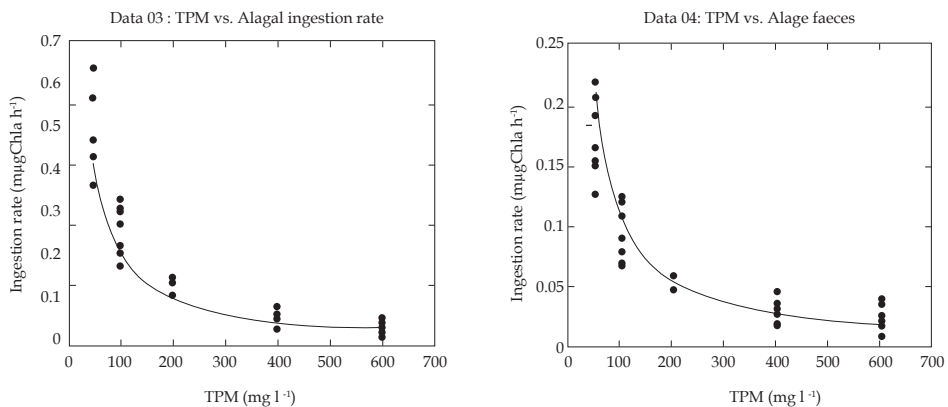 Data 03 : TPM vs. Alagal ingestion rate
0.7
0.6
0.5
0.4
0.3
0.2
0.1
0
Ingestion rate (mµgChla h-1)
0 100 200 300 400 500 600 700
TPM (mg l -1)
Data 04: TPM vs. Alage faeces
0.25
0.2
0.15
0.1
0.05
0
Ingestion rate (mµgChla h-1)
0 100 200 300 400 500 600 700
TPM (mg l -1)